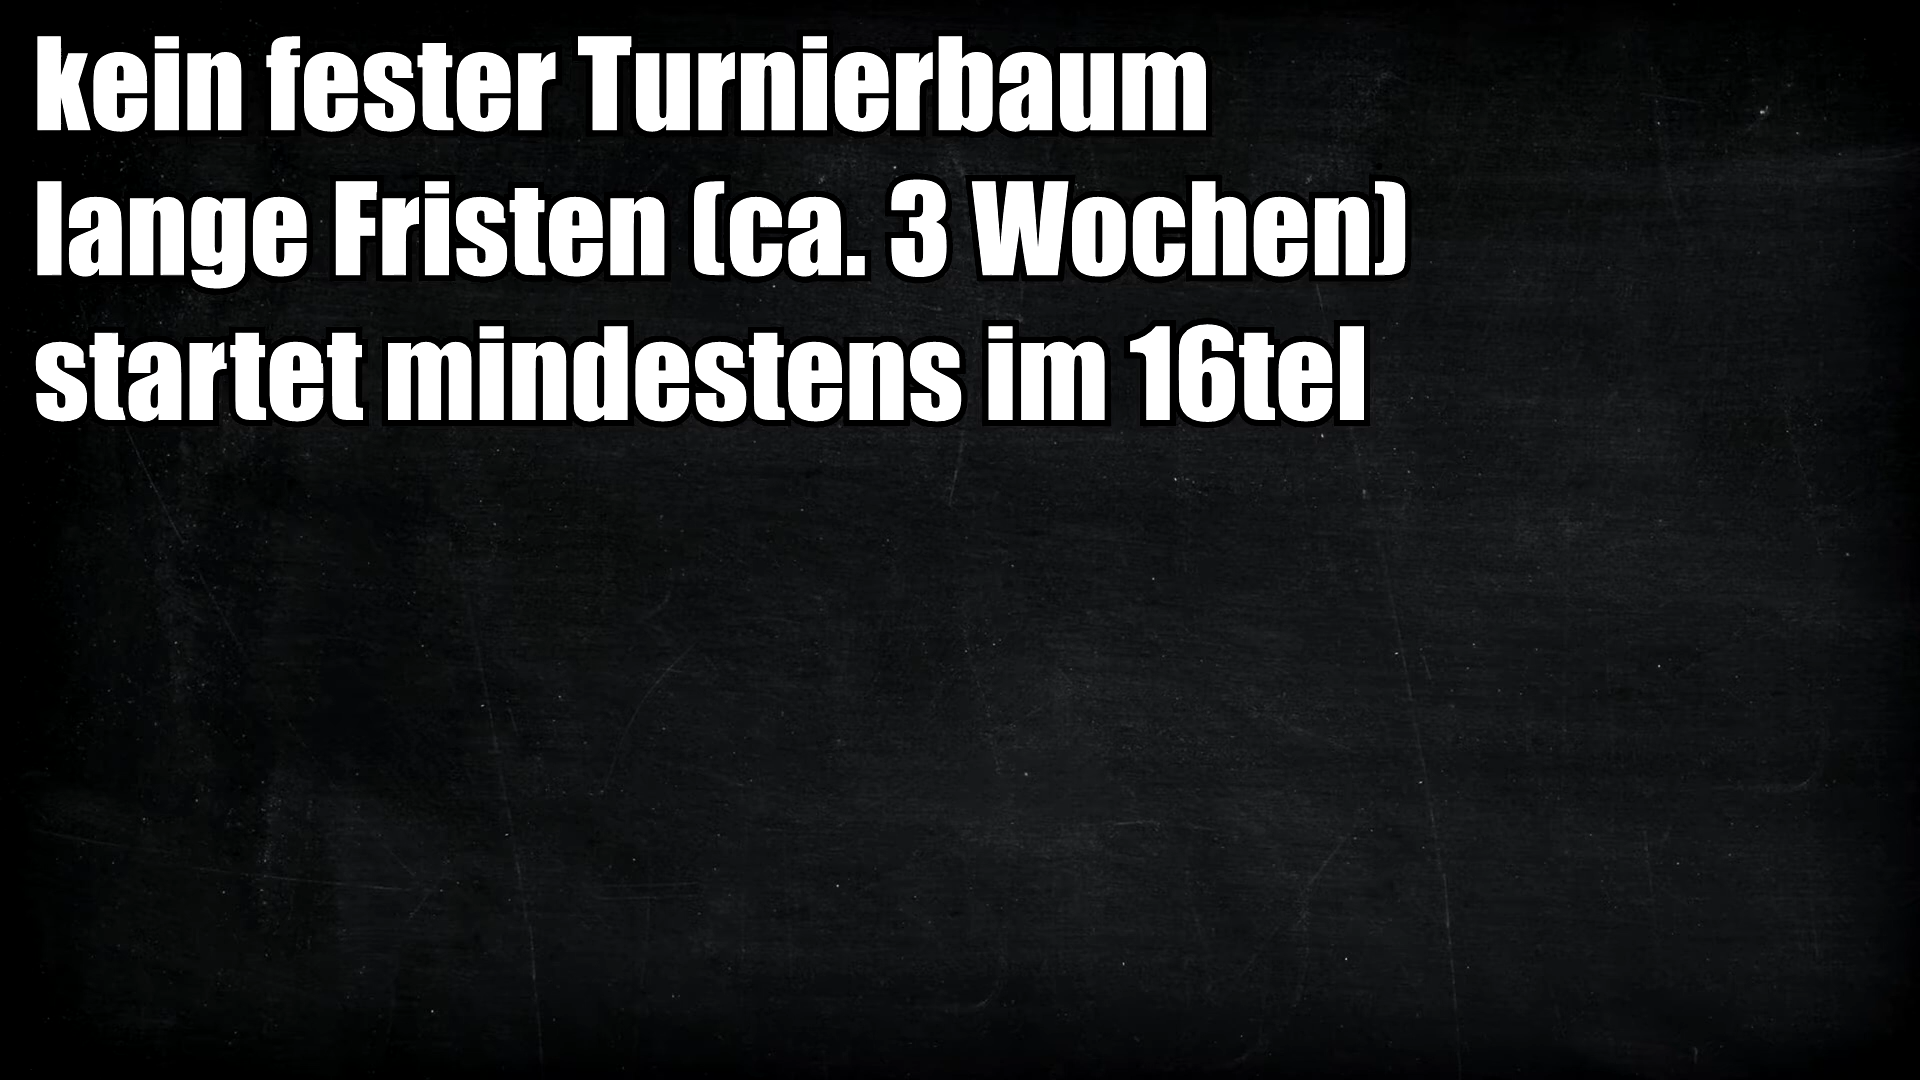 kein fester Turnierbaum
lange Fristen (ca. 3 Wochen)
startet mindestens im 16tel